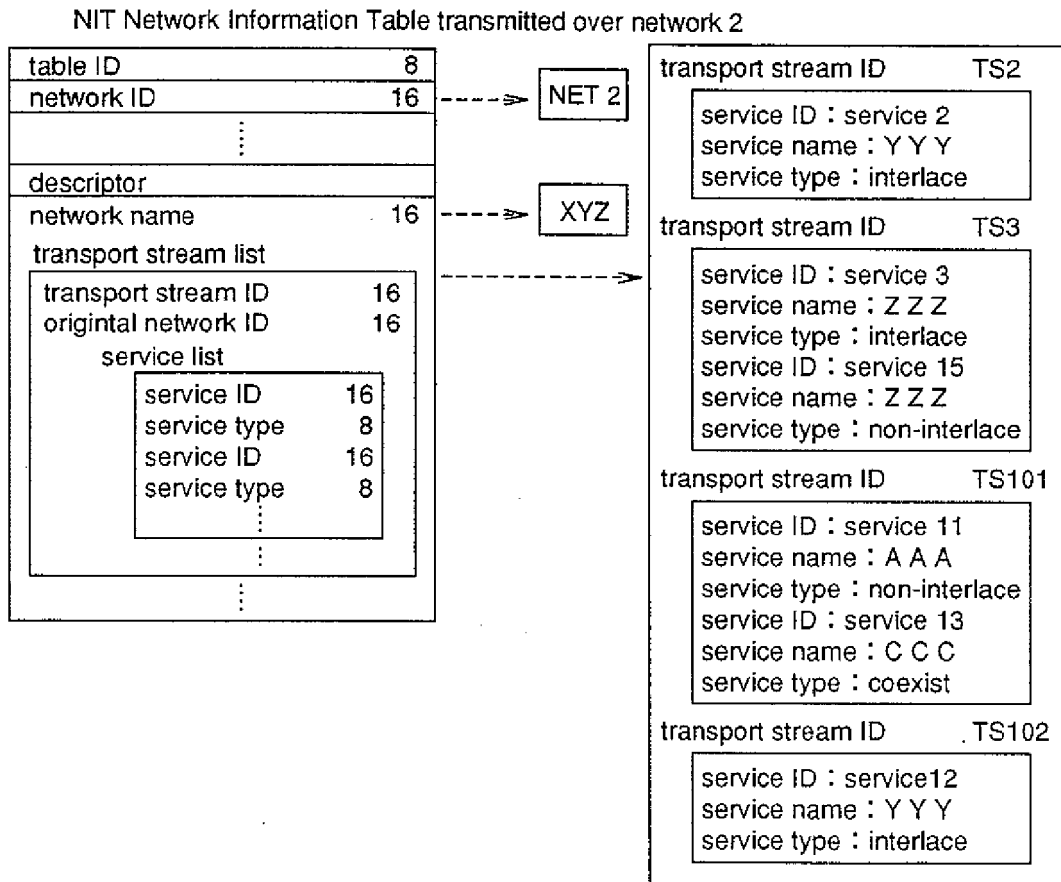 NIT Network Information Table transmitted over network 2
table ID 8
network ID 16
NET 2
descriptor
network name 16
XYZ
transport stream list
transport stream ID 16
origintal network ID 16
service list
service ID 16
service type 8
service ID 16
service type 8
transport stream ID TS2
service ID : service 2
service name : Y Y Y
service type : interlace
transport stream ID TS3
service ID : service 3
service name : Z Z Z
service type : interlace
service ID : service 15
service name : Z Z Z
service type : non-interlace
transport stream ID TS101
service ID : service 11
service name : A A A
service type : non-interlace
service ID : service 13
service name : C C C
service type : coexist
transport stream ID TS102
service ID : service12
service name : Y Y Y
service type : interlace